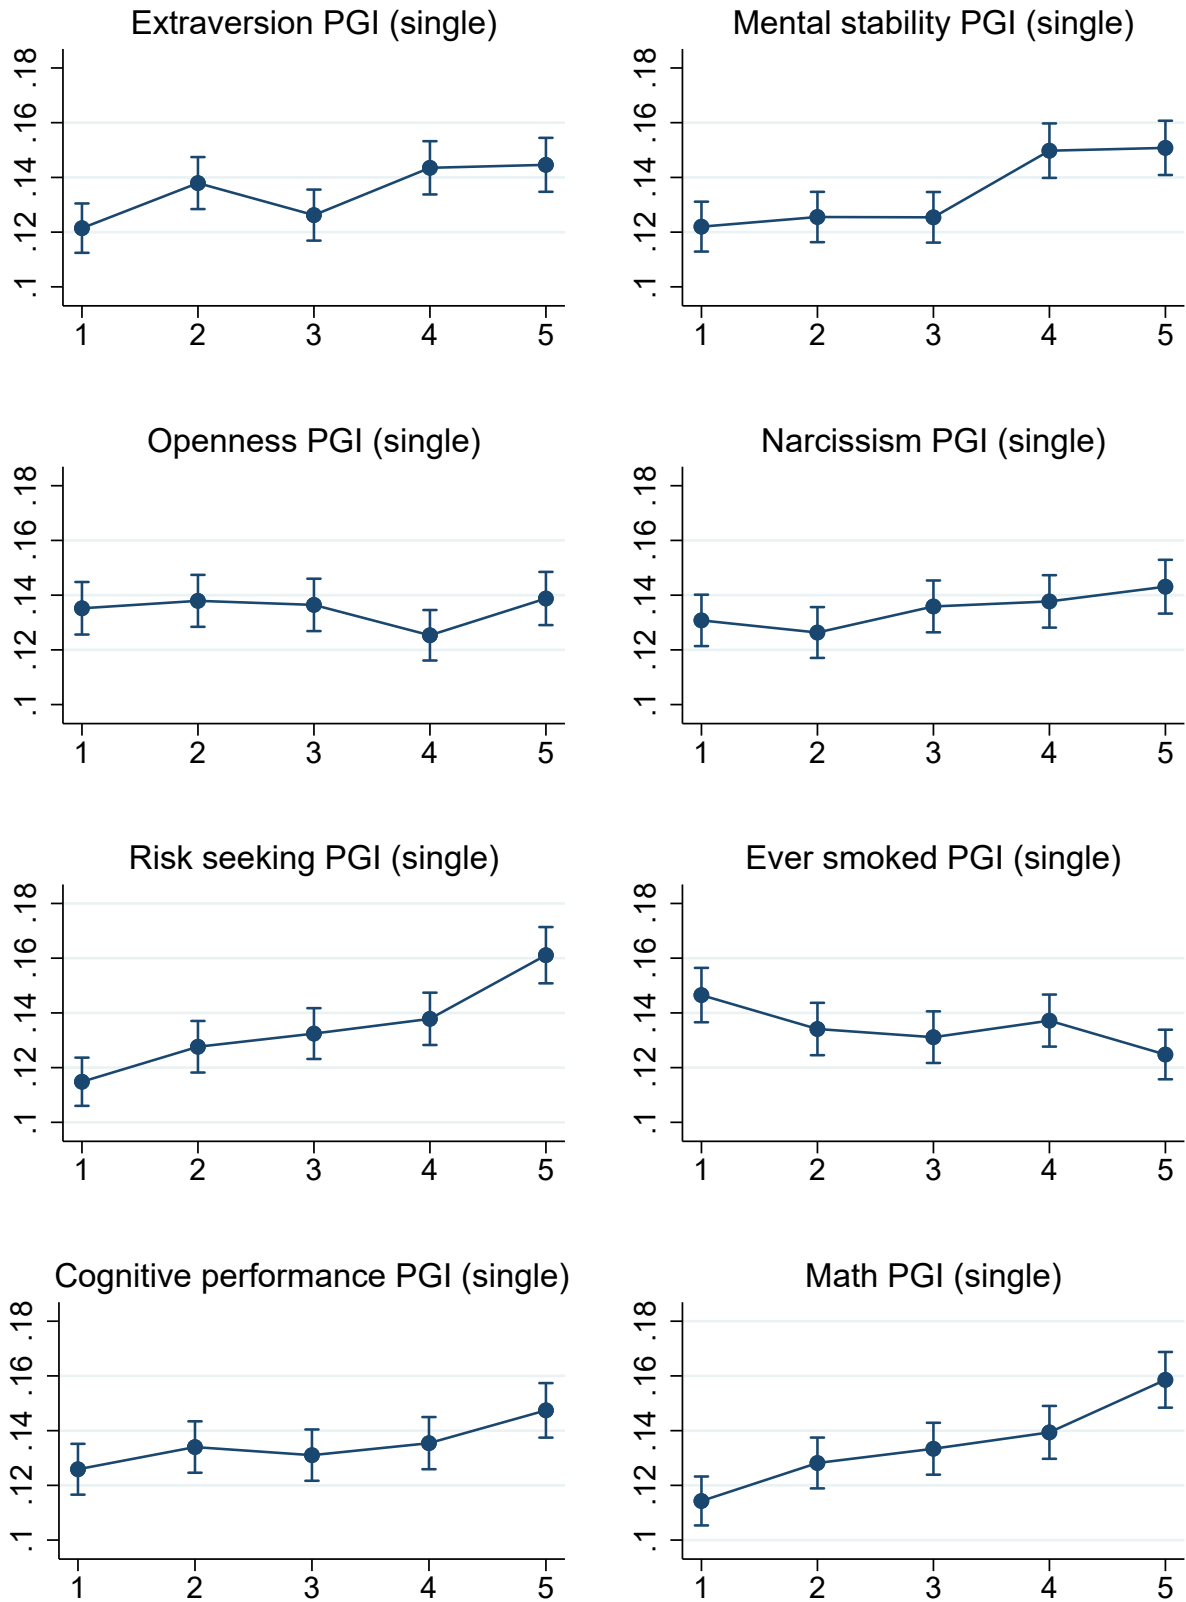 Extraversion PGI (single)
.18
.16
.14
.12
.1
1 2 3 4 5
Mental stability PGI (single)
.18
.16
.14
.12
.1
1 2 3 4 5
Openness PGI (single)
.18
.16
.14
.12
.1
1 2 3 4 5
Narcissism PGI (single)
.18
.16
.14
.12
.1
1 2 3 4 5
Risk seeking PGI (single)
.18
.16
.14
.12
.1
1 2 3 4 5
Ever smoked PGI (single)
.18
.16
.14
.12
.1
1 2 3 4 5
Cognitive performance PGI (single)
.18
.16
.14
.12
.1
1 2 3 4 5
Math PGI (single)
.18
.16
.14
.12
.1
1 2 3 4 5